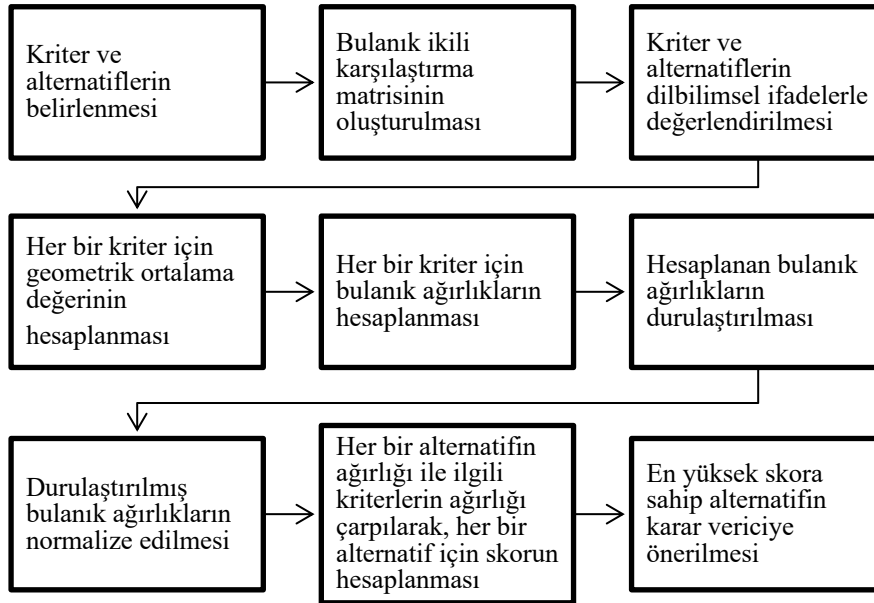 Kriter ve
alternatiflerin
belirlenmesi
Bulanık ikili
karşılaştırma
matrisinin
oluşturulması
Kriter ve
alternatiflerin
dilbilimsel ifadelerle
değerlendirilmesi
Her bir kriter için
geometrik ortalama
değerinin
hesaplanması
Her bir kriter için
bulanık ağırlıkların
hesaplanması
Hesaplanan bulanık
ağırlıkların
durulaştırılması
Durulaştırılmış
bulanık ağırlıkların
normalize edilmesi
Her bir alternatifin
ağırlığı ile ilgili
kriterlerin ağırlığı
çarpılarak, her bir
alternatif için skorun
hesaplanması
En yüksek skora
sahip alternatifin
karar vericiye
önerilmesi